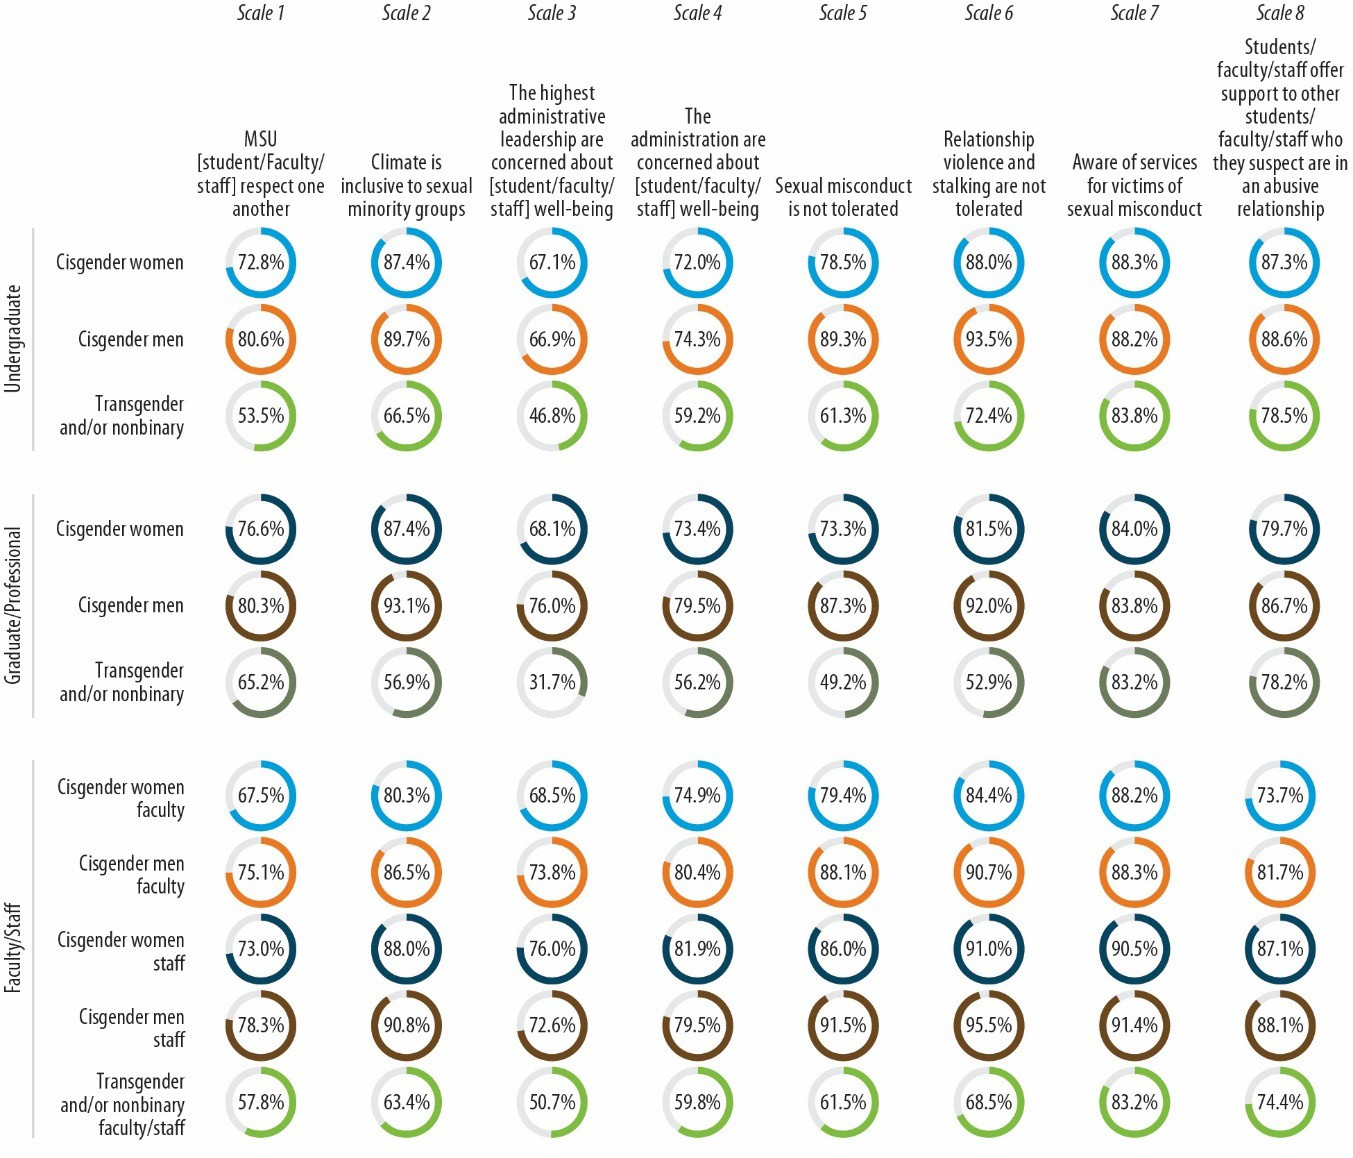 Scale 1 Scale 2 Scale 3 Scale 4 Scale 5 Scale 6 Scale 7 Scale 8
MSU
[student/Faculty/
staff] respect one
another
Climate is
inclusive to sexual
minority groups
The highest
administrative
leadership are
concerned about
[student/faculty/
staff] well-being
The
administration are
concerned about
[student/faculty/
staff] well-being
Sexual misconduct
is not tolerated
Relationship
violence and
stalking are not
tolerated
Aware of services
for victims of
sexual misconduct
Students/
faculty/staff offer
support to other
students/
faculty/staff who
they suspect are in
an abusive
relationship
Undergraduate
Cisgender women
72.8% 87.4% 67.1% 72.0% 78.5% 88.0% 88.3% 87.3%
Cisgender men
80.6% 89.7% 66.9% 74.3% 89.3% 93.5% 88.2% 88.6%
Transgender
and/or nonbinary
53.5% 66.5% 46.8% 59.2% 61.3% 72.4% 83.8% 78.5%
Graduate/Professional
Cisgender women
76.6% 87.4% 68.1% 73.4% 73.3% 81.5% 84.0% 79.7%
Cisgender men
80.3% 93.1% 76.0% 79.5% 87.3% 92.0% 83.8% 86.7%
Transgender
and/or nonbinary
65.2% 56.9% 31.7% 56.2% 49.2% 52.9% 83.2% 78.2%
Faculty/Staff
Cisgender women
faculty
67.5% 80.3% 68.5% 74.9% 79.4% 84.4% 88.2% 73.7%
Cisgender men
faculty
75.1% 86.5% 73.8% 80.4% 88.1% 90.7% 88.3% 81.7%
Cisgender women
staff
73.0% 88.0% 76.0% 81.9% 86.0% 91.0% 90.5% 87.1%
Cisgender men
staff
78.3% 90.8% 72.6% 79.5% 91.5% 95.5% 91.4% 88.1%
Transgender
and/or nonbinary
faculty/staff
57.8% 63.4% 50.7% 59.8% 61.5% 68.5% 83.2% 74.4%